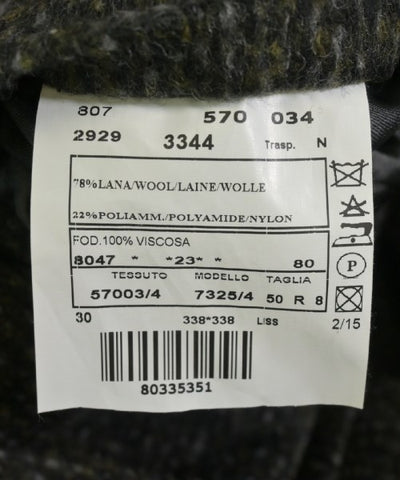 807 570 034
2929 3344 Trasp. N
78%LANA/WOOL/LAINE/WOLLE
22%POLIAMM./POLYAMIDE/NYLON
FOD.100% VISCOSA
8047 * *23* * 80
TESSUTO MODELLO TAGLIA
57003/4 7325/4 50 R 8
30 338*338 LISS 2/15
80335351
P